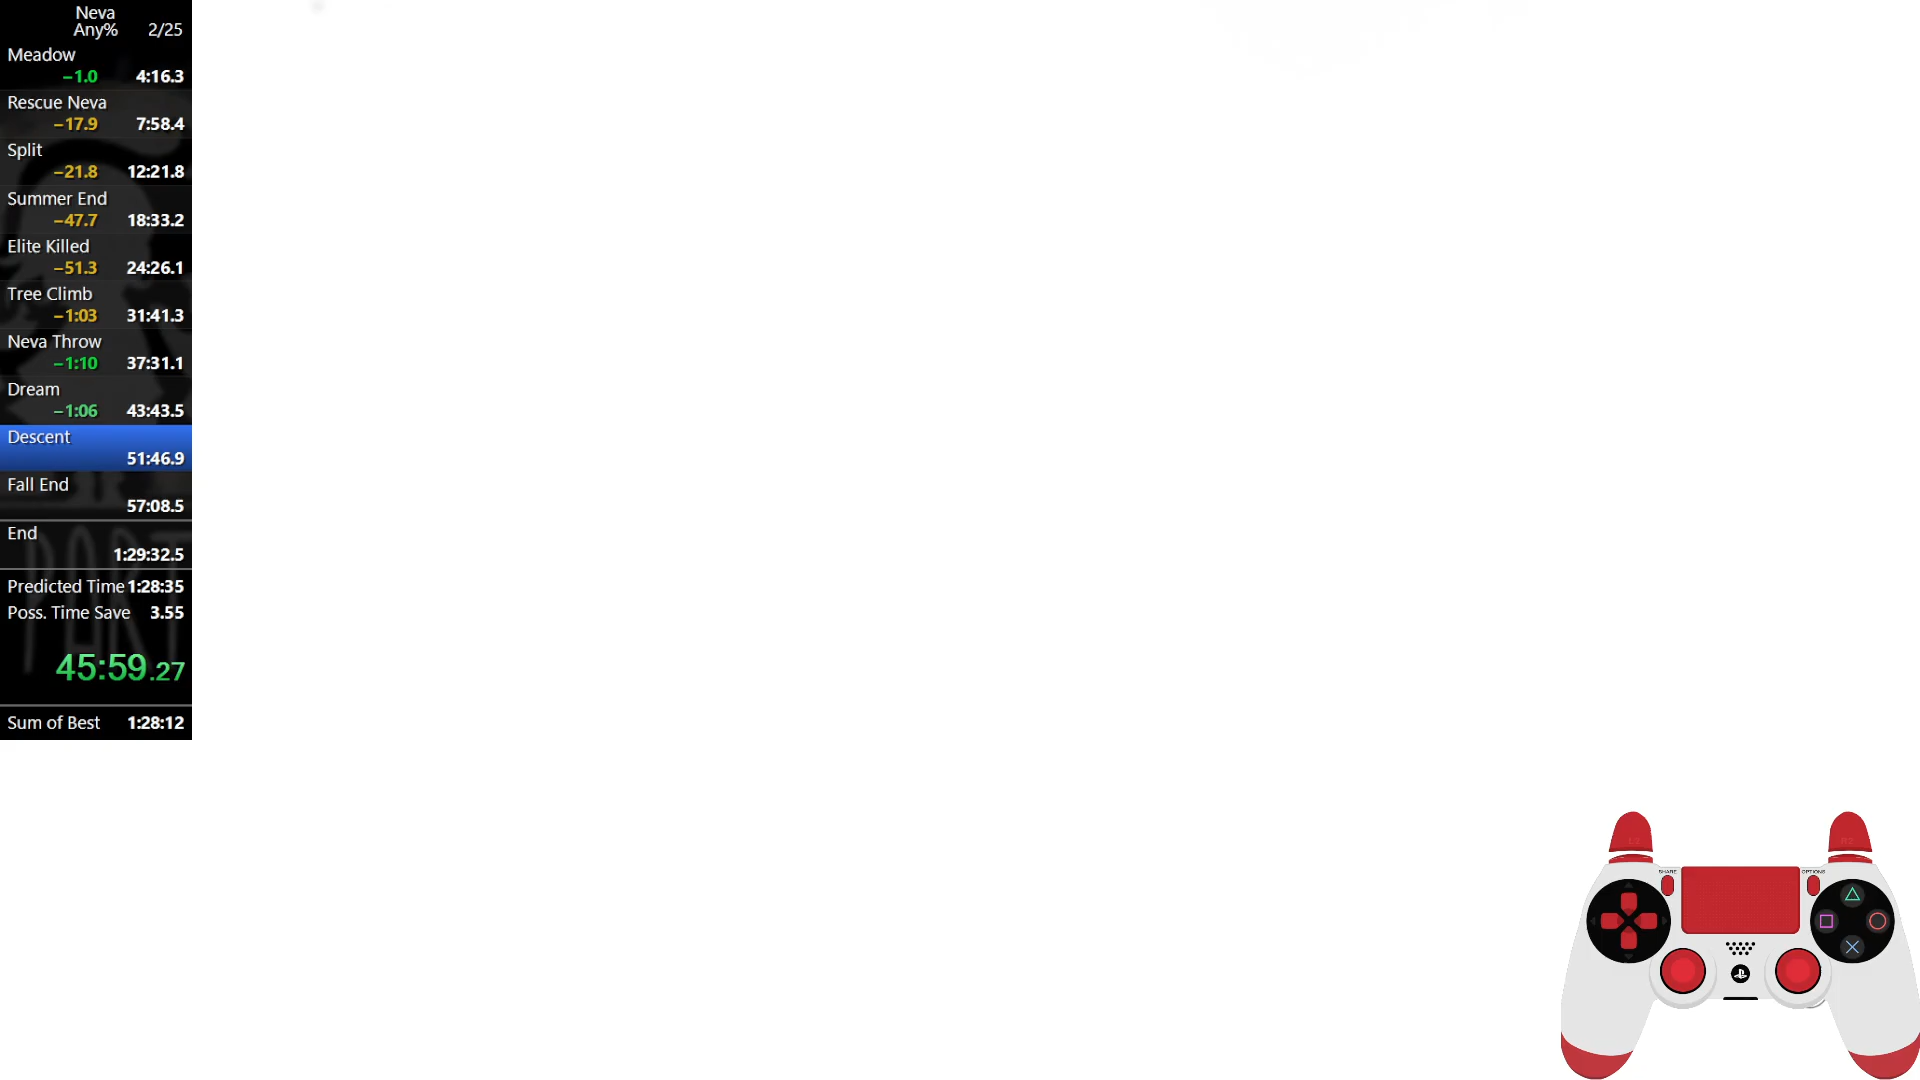 Neva
Any% 2/25
Meadow
−1.0 4:16.3
Rescue Neva
−17.9 7:58.4
Split
−21.8 12:21.8
Summer End
−47.7 18:33.2
Elite Killed
−51.3 24:26.1
Tree Climb
−1:03 31:41.3
Neva Throw
−1:10 37:31.1
Dream
−1:06 43:43.5
Descent
51:46.9
Fall End
57:08.5
End
1:29:32.5
Predicted Time 1:28:35
Poss. Time Save 3.55
45:59.27
Sum of Best 1:28:12
SHARE
OPTIONS